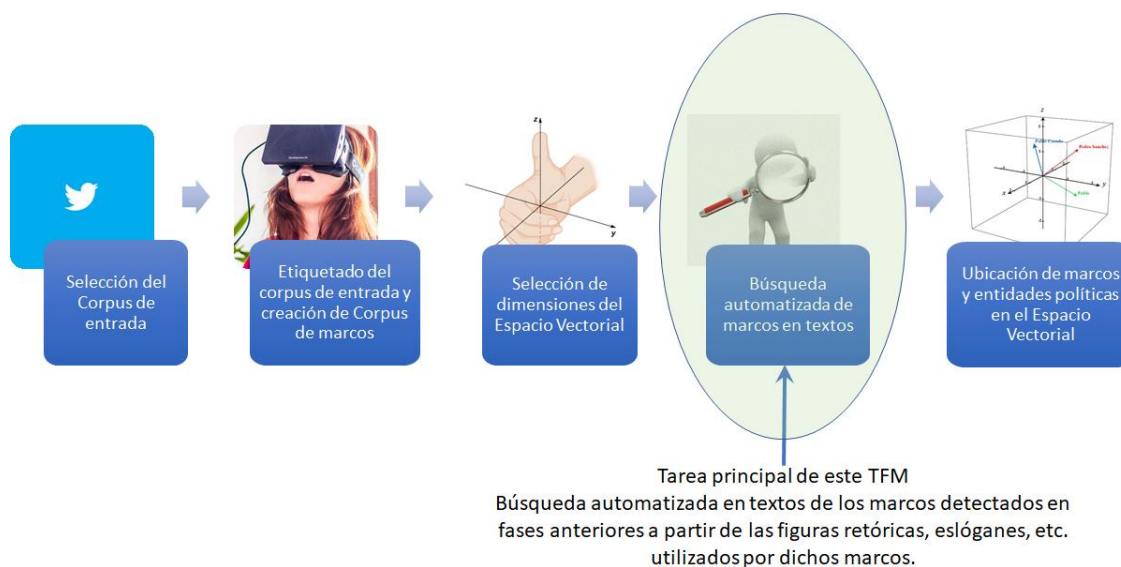 Selección del
Corpus de
entrada
Etiquetado del
corpus de entrada y
creación de Corpus
de marcos
z
y
Selección de
dimensiones del
Espacio Vectorial
Búsqueda
automatizada de
marcos en textos
z
x
y
Ubicación de marcos
y entidades políticas
en el Espacio
Vectorial
Tarea principal de este TFM
Búsqueda automatizada en textos de los marcos detectados en
fases anteriores a partir de las figuras retóricas, eslóganes, etc.
utilizados por dichos marcos.